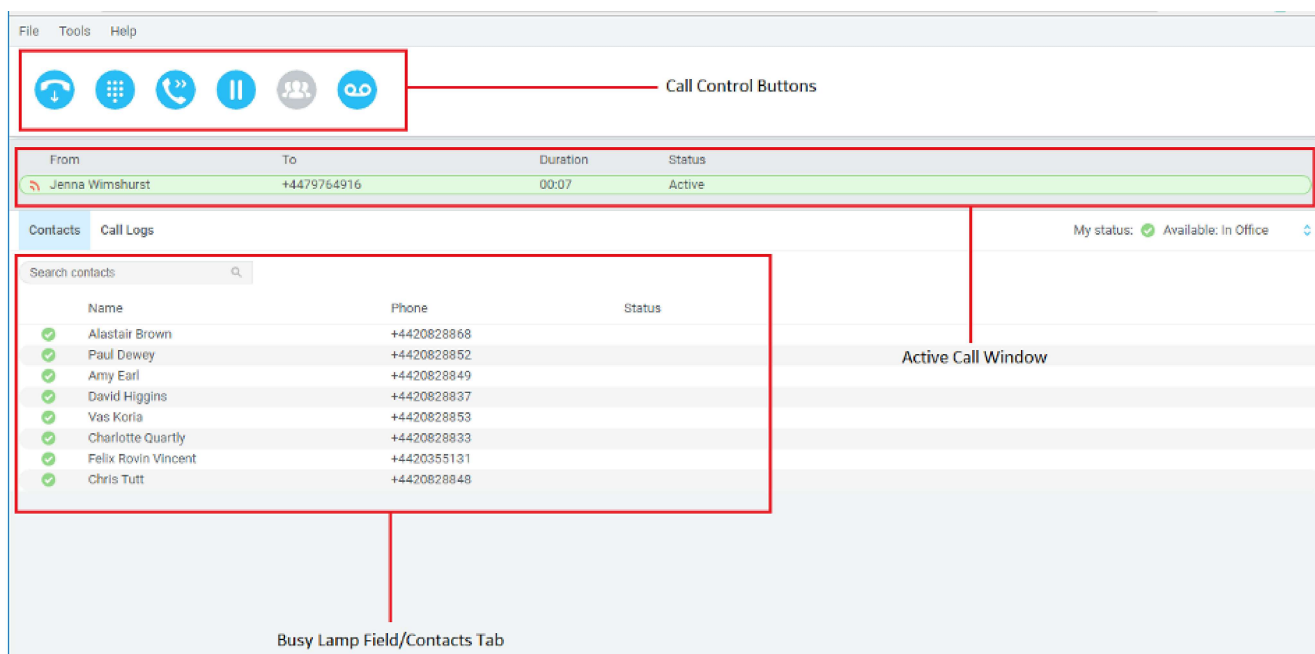 File Tools Help
Call Control Buttons
From To Duration Status
Jenna Wimshurst +4479764916 00:07 Active
Contacts Call Logs My status: Available: In Office
Search contacts
Name Phone Status
Alastair Brown +4420828868
Paul Dewey +4420828852
Active Call Window
Amy Earl +4420828849
David Higgins +4420828837
Vas Koria +4420828853
Charlotte Quartly +4420828833
Felix Rovin Vincent +4420355131
Chris Tutt +4420828848
Busy Lamp Field/Contacts Tab